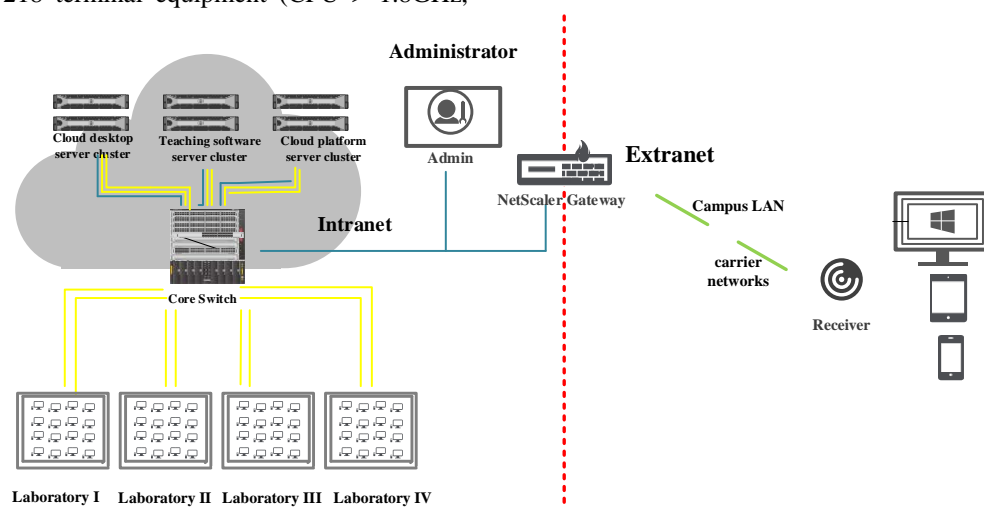 Administrator
Cloud desktop
server cluster
Teaching software
server cluster
Cloud platform
server cluster
Admin
Extranet
NetScaler Gateway
Intranet
Campus LAN
carrier
networks
Core Switch
Receiver
Laboratory I
Laboratory II
Laboratory III
Laboratory IV